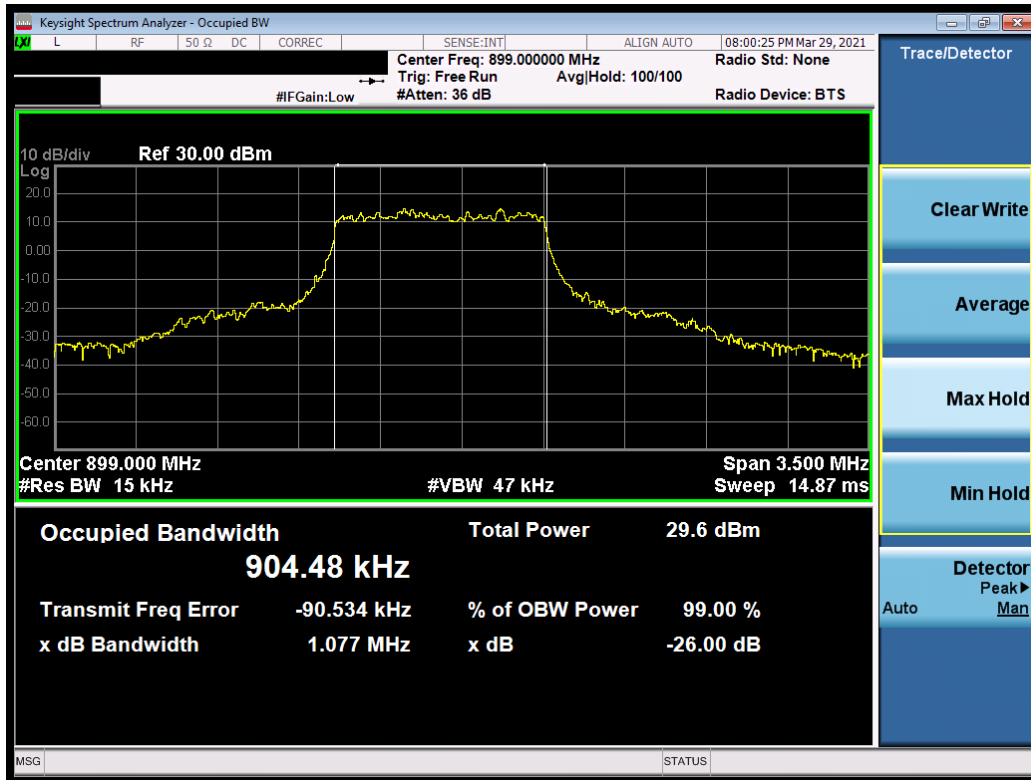 Keysight Spectrum Analyzer - Occupied BW
LXI L RF 50 Ω DC CORREC SENSE:INT ALIGN AUTO 08:00:25 PM Mar 29, 2021
Center Freq: 899.000000 MHz Radio Std: None
Trig: Free Run Avg|Hold: 100/100
#IFGain:Low #Atten: 36 dB Radio Device: BTS
10 dB/div Ref 30.00 dBm
Log
20.0
10.0
0.00
-10.0
-20.0
-30.0
-40.0
-50.0
-60.0
Center 899.000 MHz Span 3.500 MHz
#Res BW 15 kHz #VBW 47 kHz Sweep 14.87 ms
Occupied Bandwidth Total Power 29.6 dBm
904.48 kHz
Transmit Freq Error -90.534 kHz % of OBW Power 99.00 %
x dB Bandwidth 1.077 MHz x dB -26.00 dB
MSG STATUS
Trace/Detector
Clear Write
Average
Max Hold
Min Hold
Detector
Peak▶
Auto Man